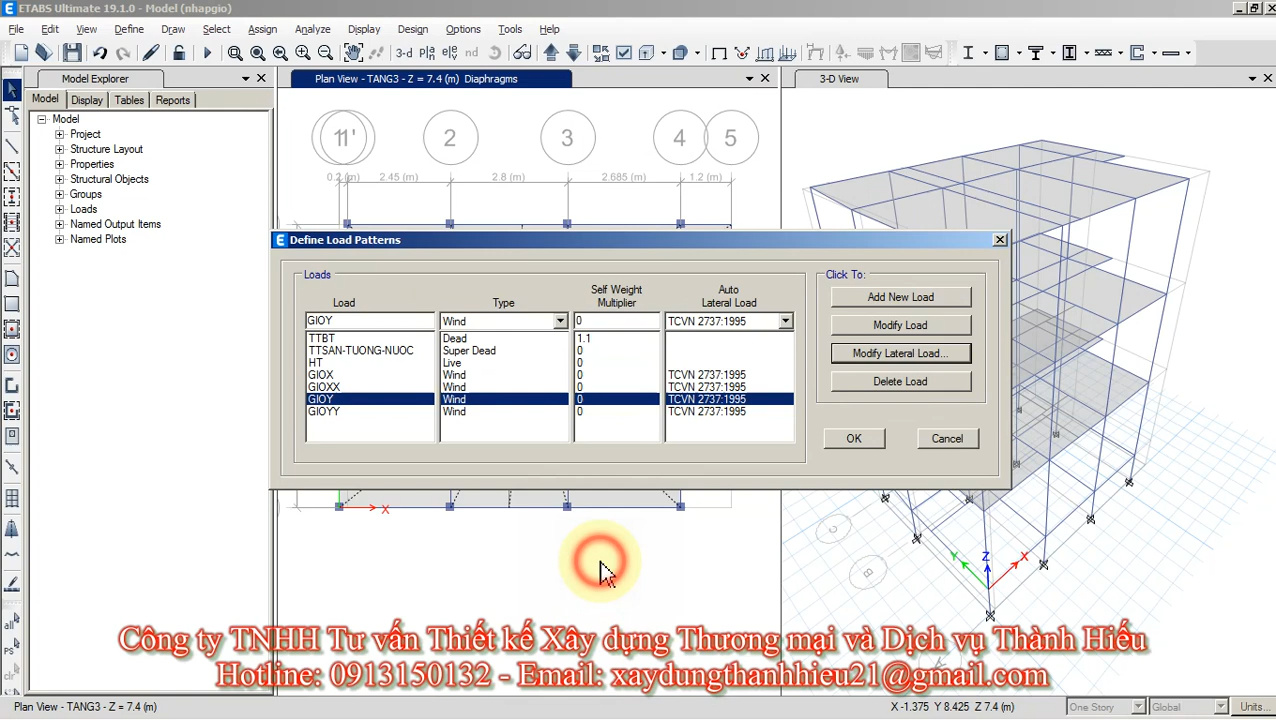 ETABS Ultimate 19.1.0 - Model (nhapgio)
File Edit View Define Draw Select Assign Analyze Display Design Options Tools Help
3-d
Model Explorer
Plan View - TANG3 - Z = 7.4 (m) Diaphragms
3-D View
Model Display Tables Reports
Model
Project
Structure Layout
Properties
Structural Objects
Groups
Loads
Named Output Items
Named Plots
1 1' 2 3 4 5
0.2 (m) 2.45 (m) 2.8 (m) 2.685 (m) 1.2 (m)
Define Load Patterns
Loads
Click To:
Load
Type
Self Weight
Multiplier
Auto
Lateral Load
GIOY Wind 0 TCVN 2737:1995
TTBT Dead 1.1
TTSAN-TUONG-NUOC Super Dead 0
HT Live 0
GIOX Wind 0 TCVN 2737:1995
GIOXX Wind 0 TCVN 2737:1995
GIOY Wind 0 TCVN 2737:1995
GIOYY Wind 0 TCVN 2737:1995
Add New Load
Modify Load
Modify Lateral Load...
Delete Load
OK
Cancel
X
Y Z X
C
B
all
PS
clr
Công ty TNHH Tư vấn Thiết kế Xây dựng Thương mại và Dịch vụ Thành Hiếu
Hotline: 0913150132 - Email: xaydungthanhhieu21@gmail.com
Plan View - TANG3 - Z = 7.4 (m)
X -1.375 Y 8.425 Z 7.4 (m)
One Story
Global
Units...